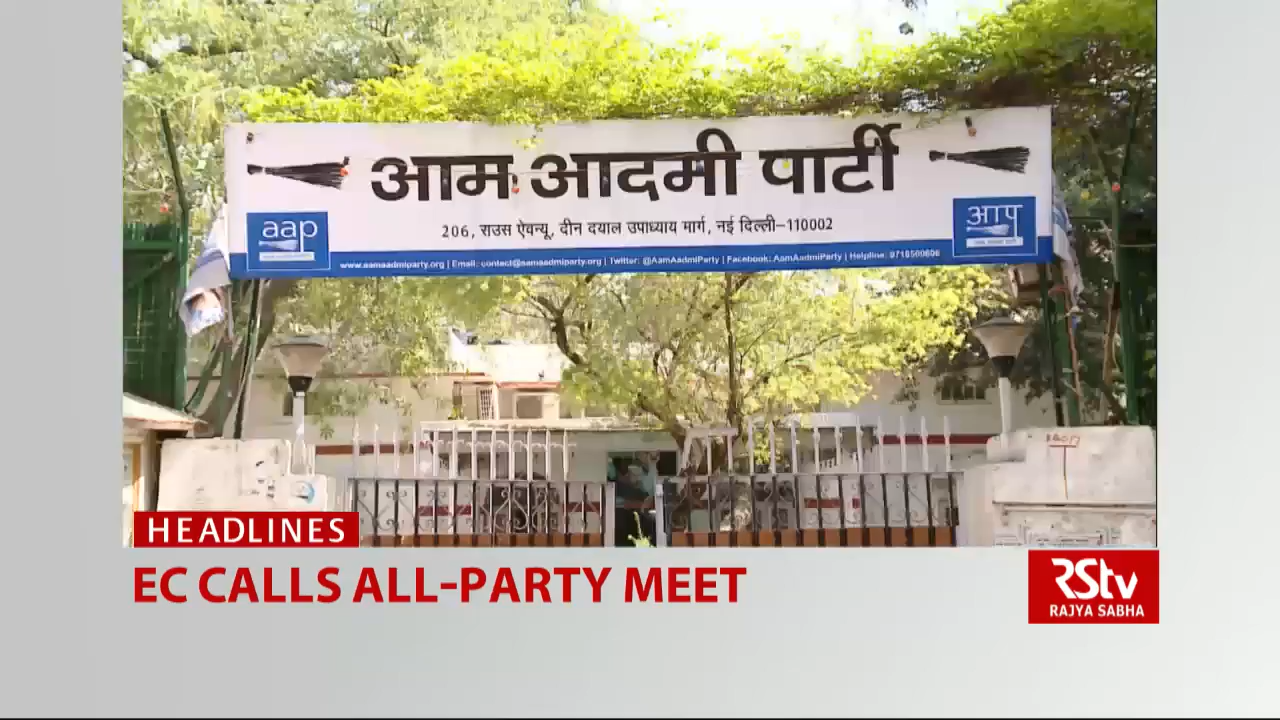 आम आदमी पार्टी
aap
आप
206, राउस ऐवन्यू, दीन दयाल उपाध्याय मार्ग, नई दिल्ली-110002
www.aamaadmiparty.org | Email: contact@aamaadmiparty.org | Twitter: @AamAadmiParty | Facebook: AamAadmiParty | Helpline: 9718500606
HEADLINES
EC CALLS ALL-PARTY MEET
RStv
RAJYA SABHA